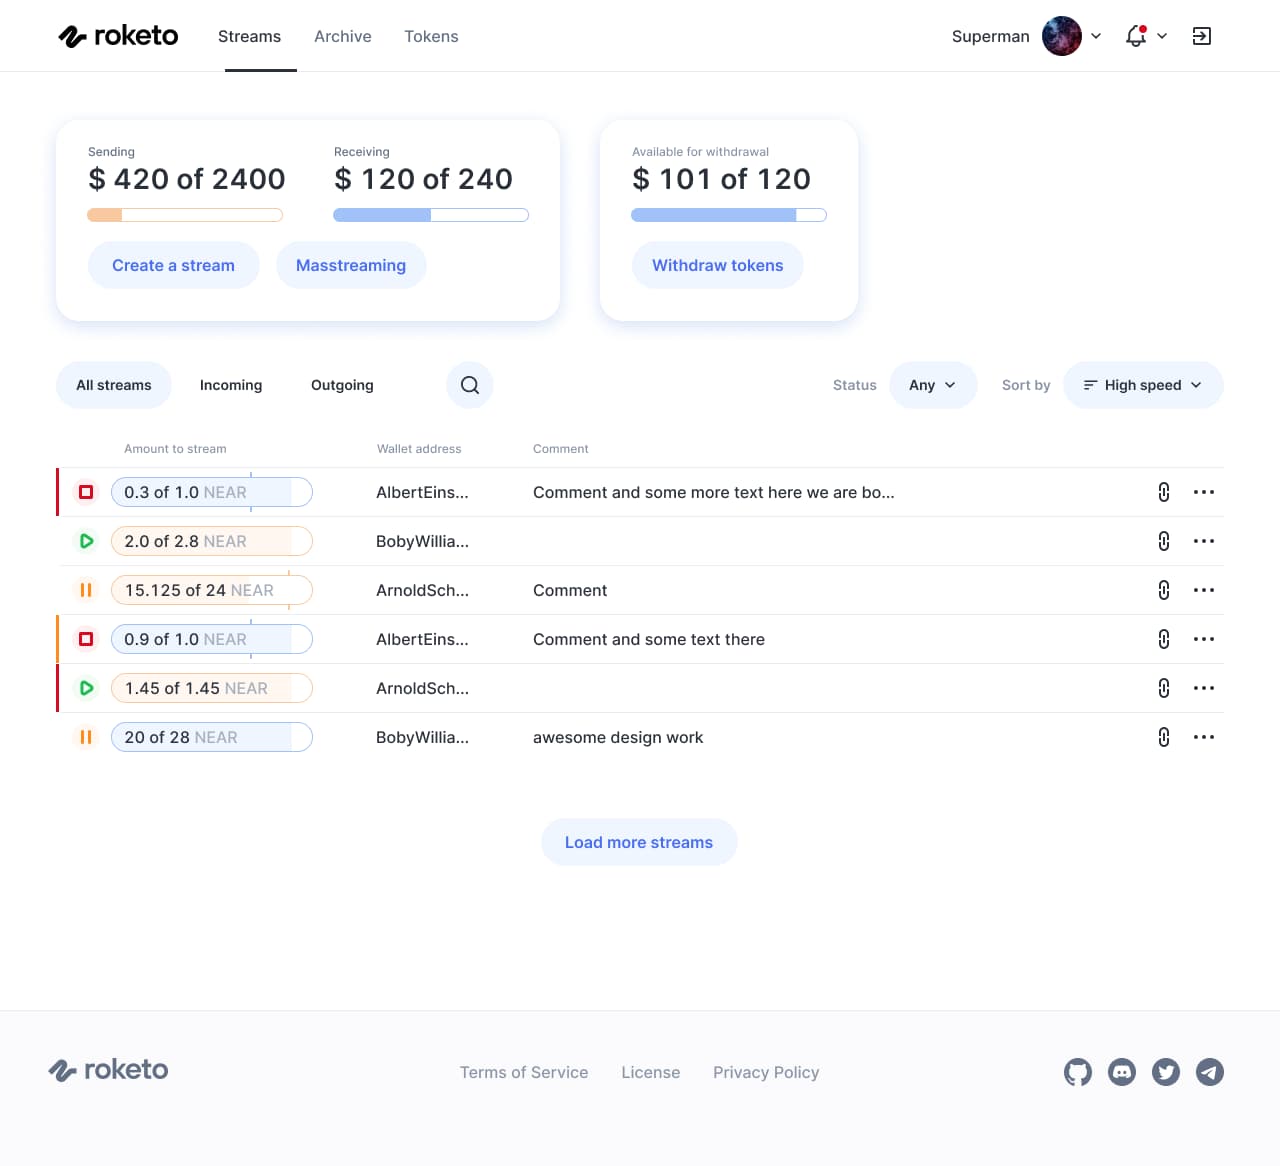 roketo Streams Archive Tokens Superman
Sending Receiving Available for withdrawal
$ 420 of 2400 $ 120 of 240 $ 101 of 120
Create a stream Masstreaming Withdraw tokens
All streams Incoming Outgoing Status Any Sort by High speed
Amount to stream Wallet address Comment
0.3 of 1.0 NEAR AlbertEins... Comment and some more text here we are bo...
2.0 of 2.8 NEAR BobyWillia...
15.125 of 24 NEAR ArnoldSch... Comment
0.9 of 1.0 NEAR AlbertEins... Comment and some text there
1.45 of 1.45 NEAR ArnoldSch...
20 of 28 NEAR BobyWillia... awesome design work
Load more streams
roketo Terms of Service License Privacy Policy